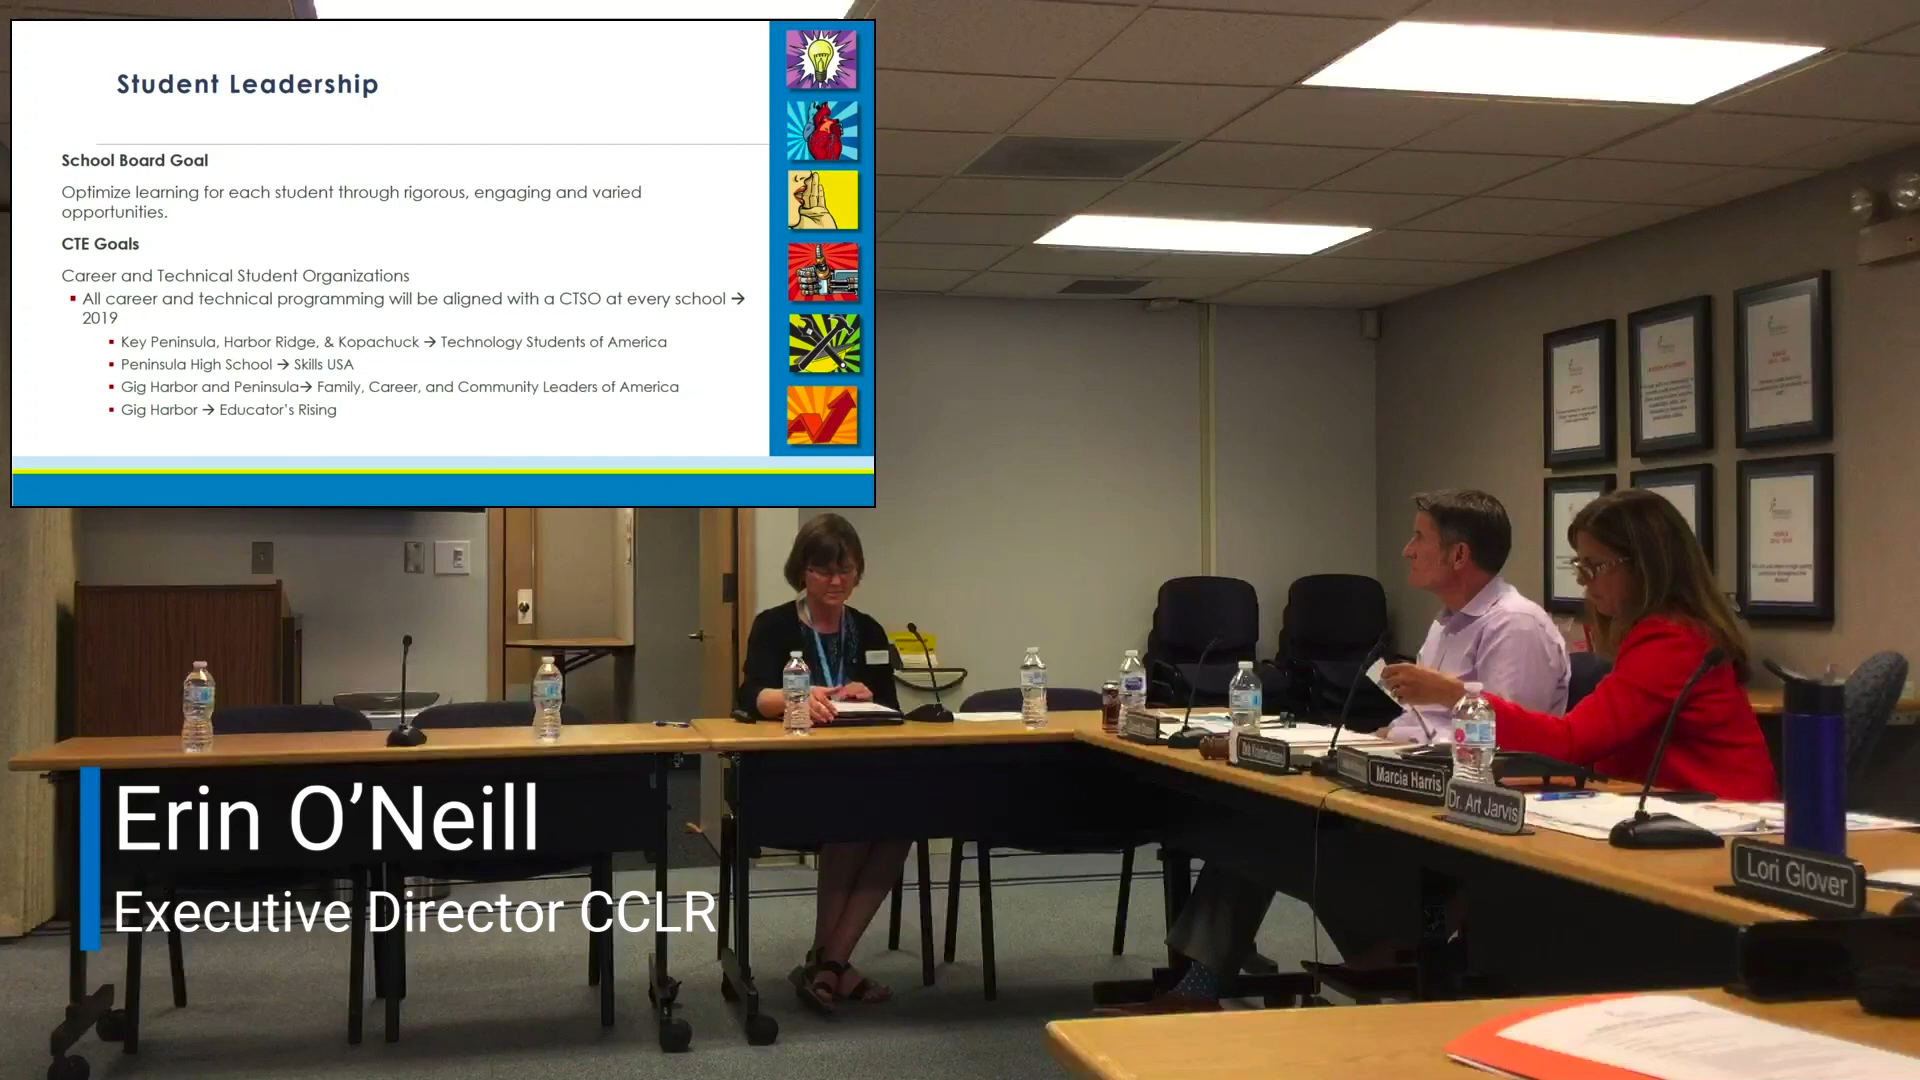 Student Leadership
School Board Goal
Optimize learning for each student through rigorous, engaging and varied
opportunities.
CTE Goals
Career and Technical Student Organizations
▪ All career and technical programming will be aligned with a CTSO at every school →
2019
▪ Key Peninsula, Harbor Ridge, & Kopachuck → Technology Students of America
▪ Peninsula High School → Skills USA
▪ Gig Harbor and Peninsula→ Family, Career, and Community Leaders of America
▪ Gig Harbor → Educator’s Rising
Marcia Harris
Dr. Art Jarvis
Lori Glover
Erin O’Neill
Executive Director CCLR